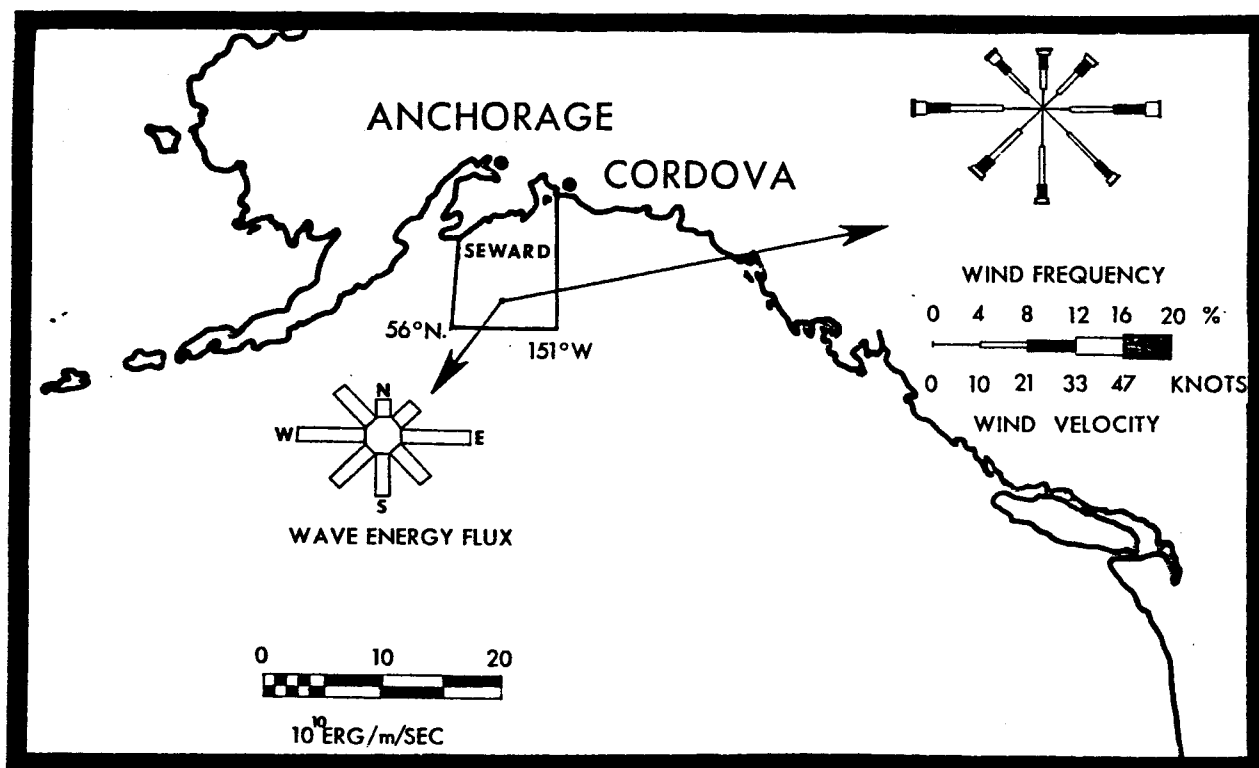 ANCHORAGE
CORDOVA
SEWARD
56°N.
151°W
WIND FREQUENCY
0 4 8 12 16 20 %
0 10 21 33 47 KNOTS
WIND VELOCITY
N
W E
S
WAVE ENERGY FLUX
0 10 20
10¹⁰ERG/m/SEC